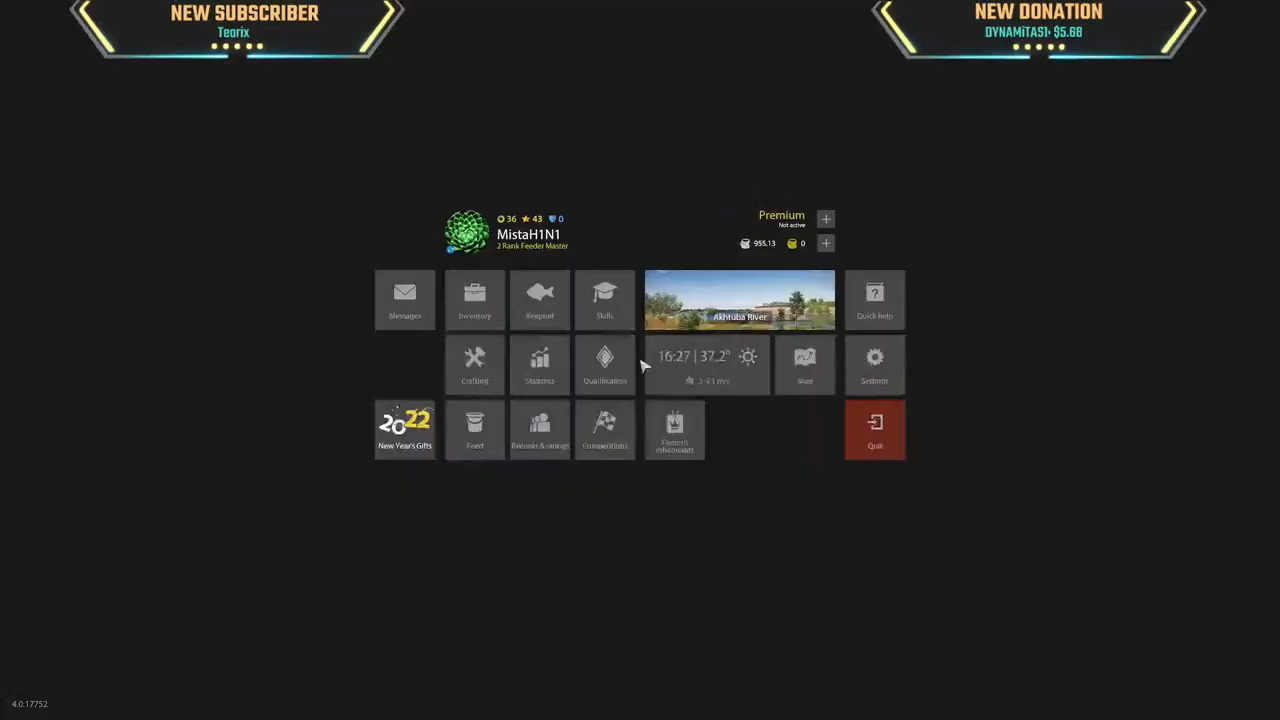 NEW SUBSCRIBER
Tearix
NEW DONATION
DYNAMiTAS1: $5.68
36 43 0
MistaH1N1
2 Rank Feeder Master
Premium
Not active
955.13 0
Messages
Inventory
Keepnet
Skills
Akhtuba River
Quick help
Crafting
Statistics
Qualification
16:27 | 37.2°
Map
Settings
2022
New Year's Gifts
Feed
Records & ratings
Competitions
Quit
4.0.17752